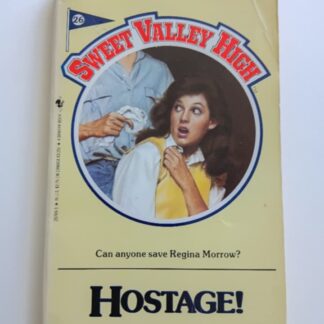 26
SWEET VALLEY HIGH
Can anyone save Regina Morrow?
HOSTAGE!